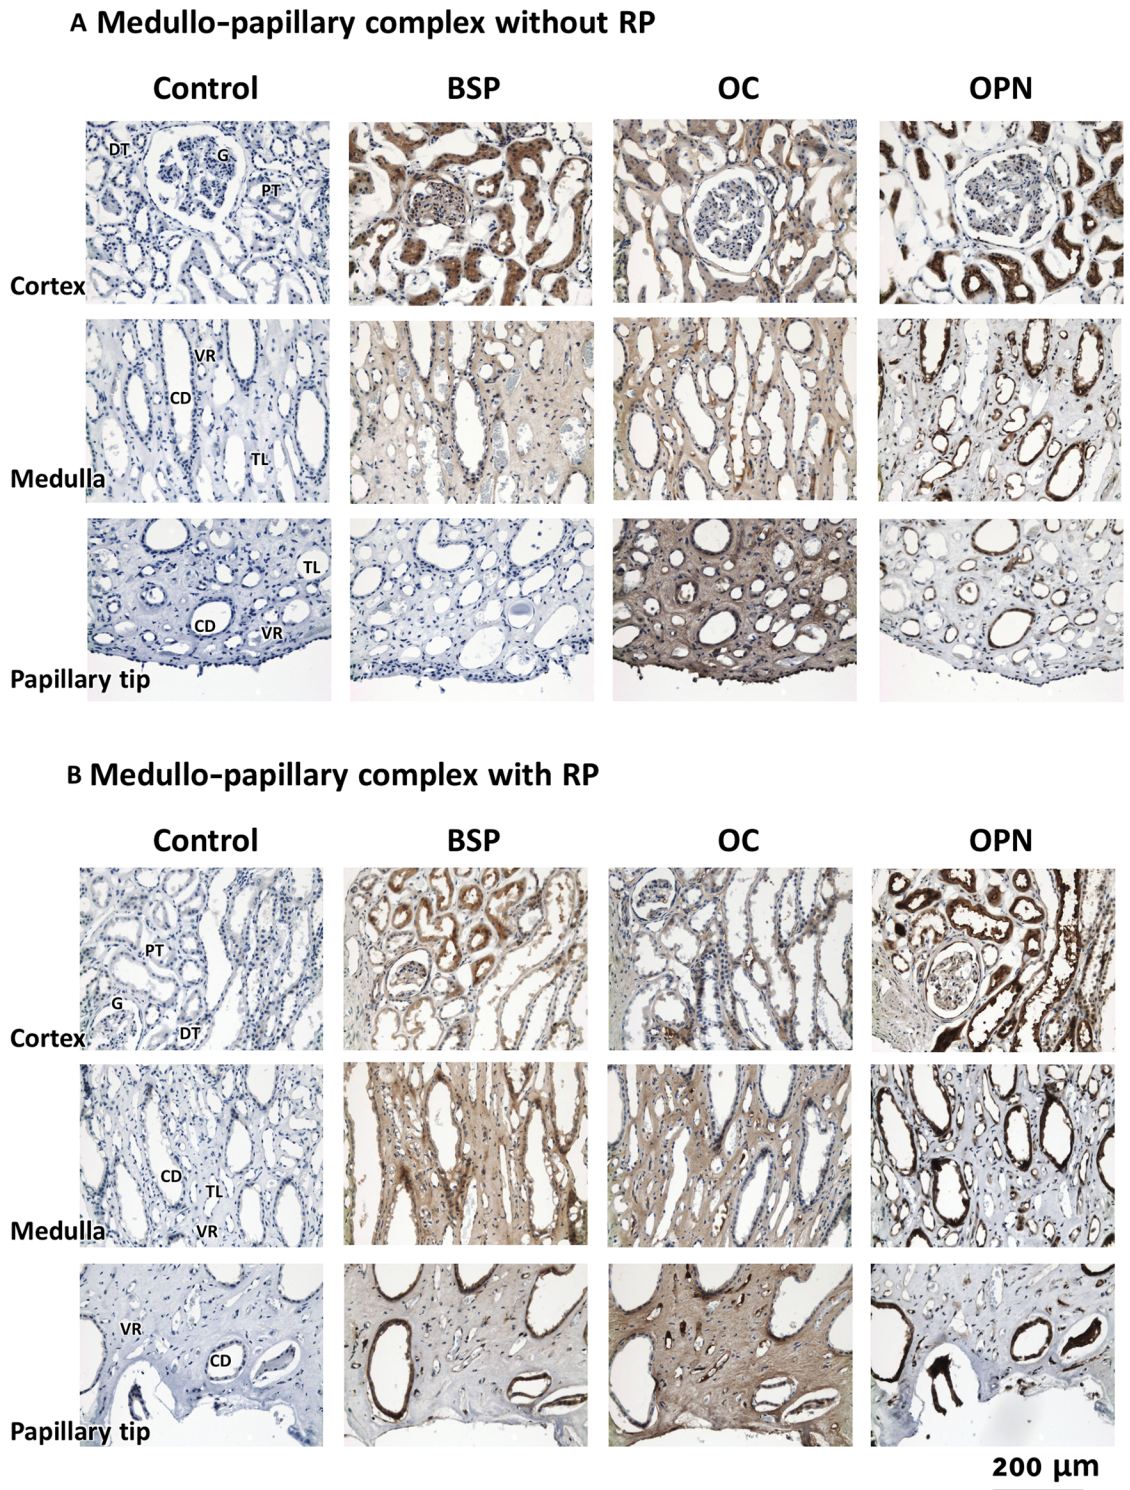 A Medullo-papillary complex without RP
Control BSP OC OPN
DT G PT
Cortex
VR
CD
TL
Medulla
TL
CD VR
Papillary tip
B Medullo-papillary complex with RP
Control BSP OC OPN
PT
G
DT
Cortex
CD
TL
VR
Medulla
VR
CD
Papillary tip
200 µm